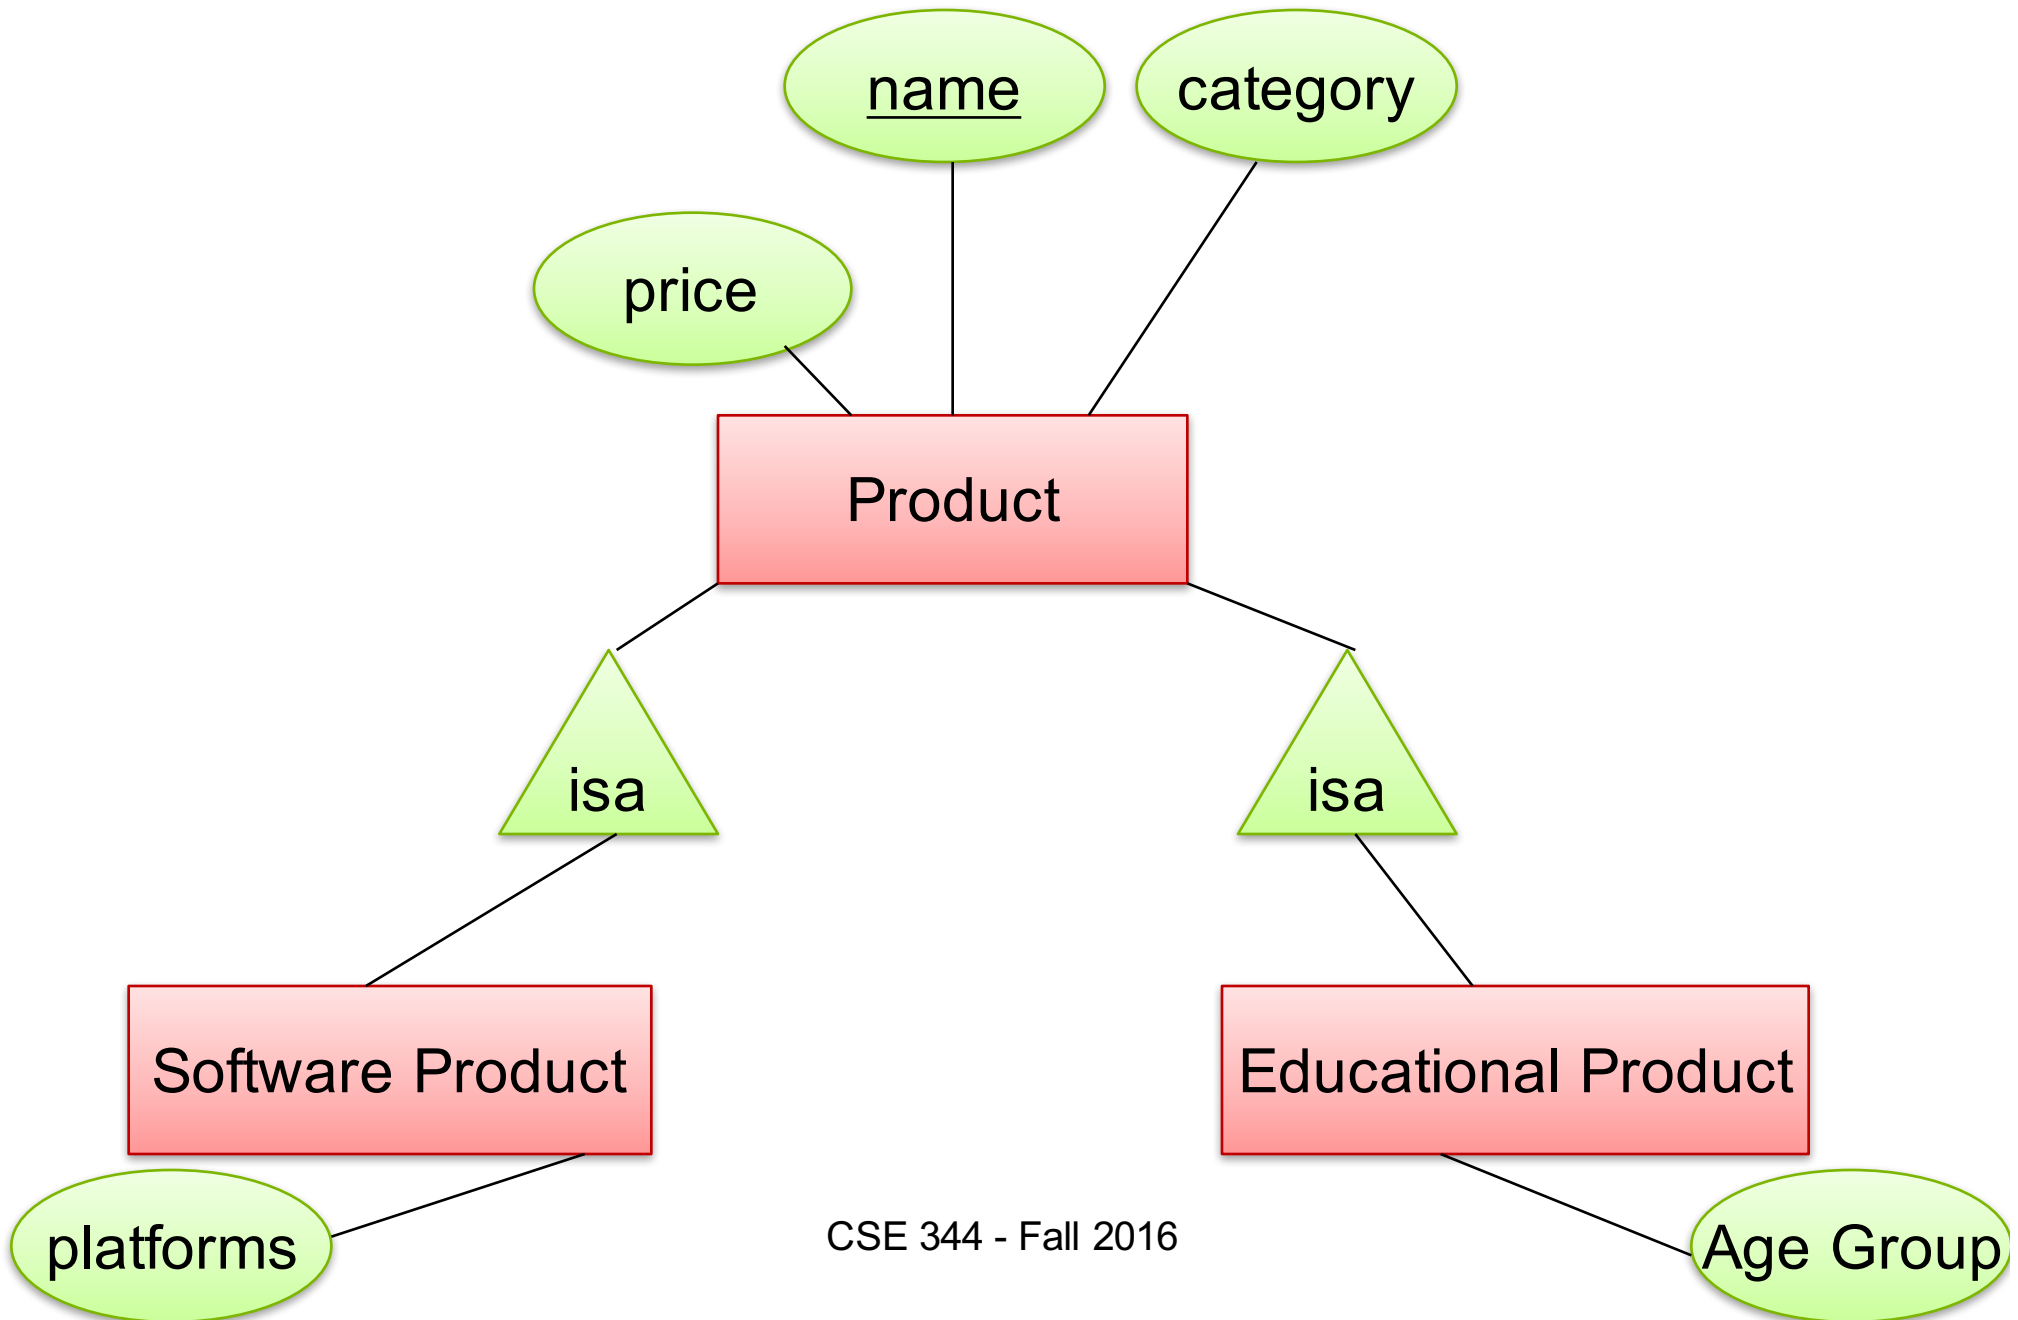 name
category
price
Product
isa
isa
Software Product
Educational Product
platforms
CSE 344 - Fall 2016
Age Group